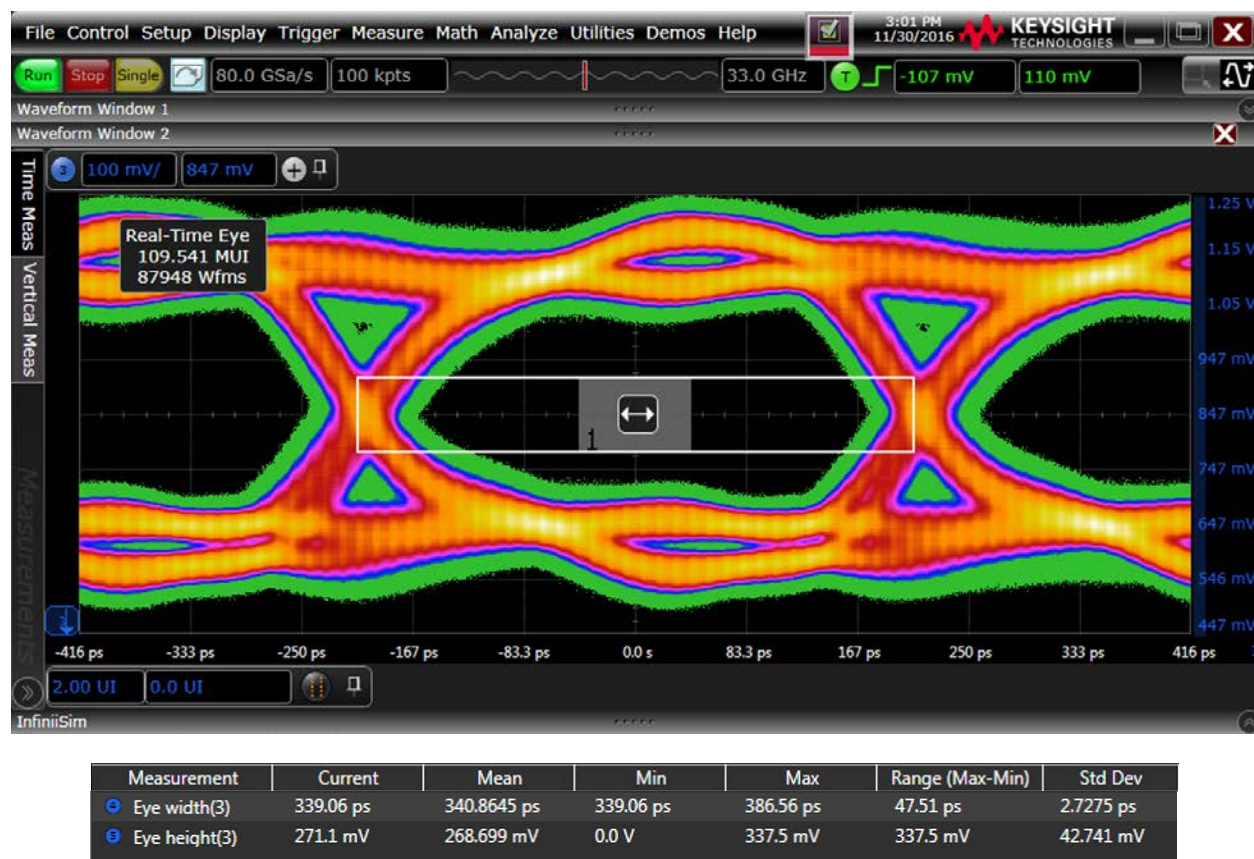 File Control Setup Display Trigger Measure Math Analyze Utilities Demos Help
3:01 PM
11/30/2016
KEYSIGHT
TECHNOLOGIES
Run Stop Single 80.0 GSa/s 100 kpts 33.0 GHz T -107 mV 110 mV
Waveform Window 1
Waveform Window 2
Time Meas
Vertical Meas
Measurements
3 100 mV/ 847 mV
Real-Time Eye
109.541 MUI
87948 Wfms
1.25 V
1.15 V
1.05 V
947 mV
847 mV
747 mV
647 mV
546 mV
447 mV
1
-416 ps -333 ps -250 ps -167 ps -83.3 ps 0.0 s 83.3 ps 167 ps 250 ps 333 ps 416 ps
2.00 UI 0.0 UI
InfiniiSim
Measurement Current Mean Min Max Range (Max-Min) Std Dev
4 Eye width(3) 339.06 ps 340.8645 ps 339.06 ps 386.56 ps 47.51 ps 2.7275 ps
5 Eye height(3) 271.1 mV 268.699 mV 0.0 V 337.5 mV 337.5 mV 42.741 mV